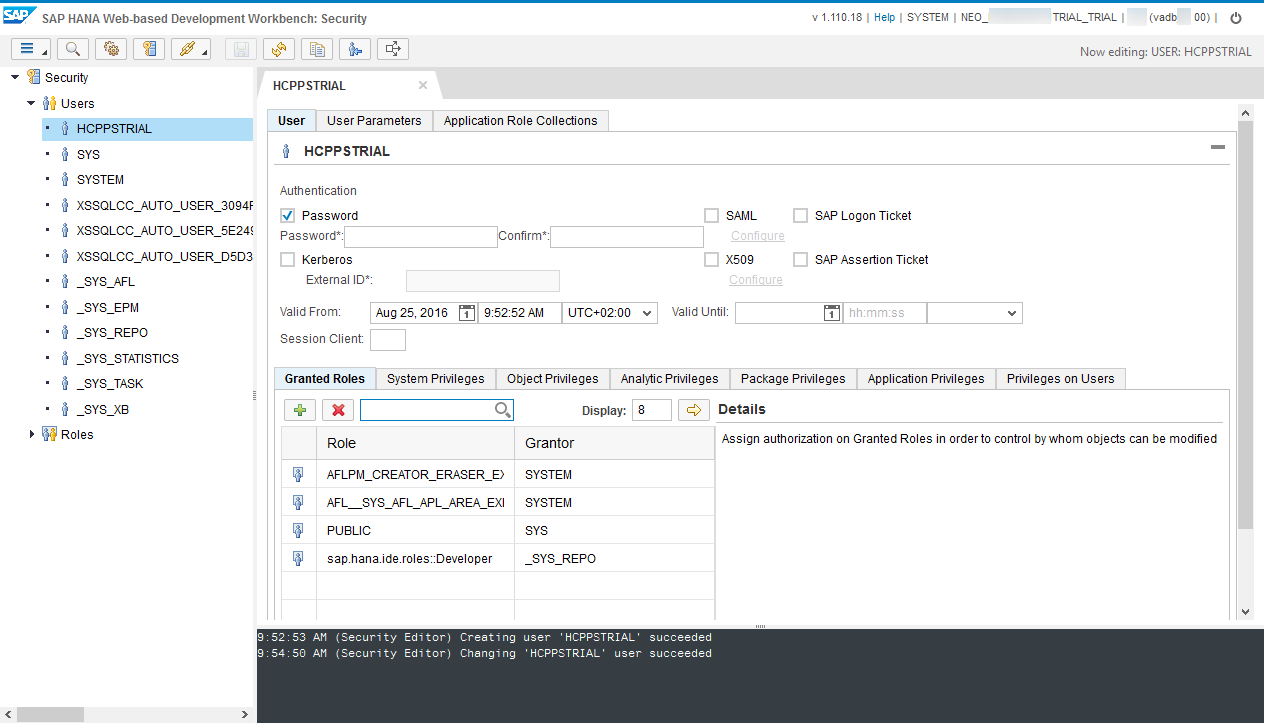 SAP SAP HANA Web-based Development Workbench: Security
v 1.110.18 | Help | SYSTEM | NEO_ TRIAL_TRIAL | (vadb 00) |
Now editing: USER: HCPPSTRIAL
Security
Users
HCPPSTRIAL
SYS
SYSTEM
XSSQLCC_AUTO_USER_3094F
XSSQLCC_AUTO_USER_5E249
XSSQLCC_AUTO_USER_D5D3
_SYS_AFL
_SYS_EPM
_SYS_REPO
_SYS_STATISTICS
_SYS_TASK
_SYS_XB
Roles
HCPPSTRIAL
User User Parameters Application Role Collections
HCPPSTRIAL
Authentication
Password SAML SAP Logon Ticket
Password*: Confirm*: Configure
Kerberos X509 SAP Assertion Ticket
External ID*: Configure
Valid From: Aug 25, 2016 1 9:52:52 AM UTC+02:00 Valid Until: 1 hh:mm:ss
Session Client:
Granted Roles System Privileges Object Privileges Analytic Privileges Package Privileges Application Privileges Privileges on Users
Display: 8 Details
Role Grantor
Assign authorization on Granted Roles in order to control by whom objects can be modified
AFLPM_CREATOR_ERASER_EX SYSTEM
AFL__SYS_AFL_APL_AREA_EXE SYSTEM
PUBLIC SYS
sap.hana.ide.roles::Developer _SYS_REPO
9:52:53 AM (Security Editor) Creating user 'HCPPSTRIAL' succeeded
9:54:50 AM (Security Editor) Changing 'HCPPSTRIAL' user succeeded